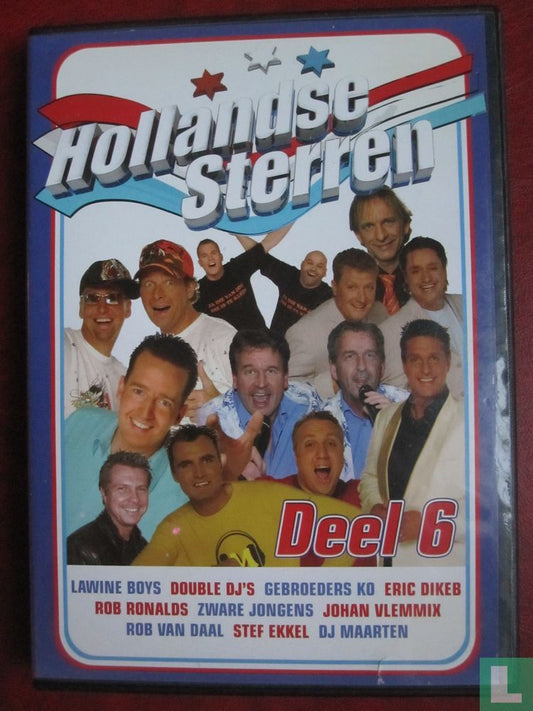 Hollandse
Sterren
Deel 6
LAWINE BOYS DOUBLE DJ'S GEBROEDERS KO ERIC DIKEB
ROB RONALDS ZWARE JONGENS JOHAN VLEMMIX
ROB VAN DAAL STEF EKKEL DJ MAARTEN
M
L